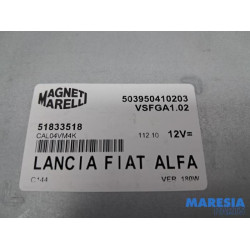 MAGNETI
MARELLI
503950410203
VSFGA1.02
51833518
CAL04VM4K
112.10 12V=
LANCIA FIAT ALFA
VER. 180W
MARESIA